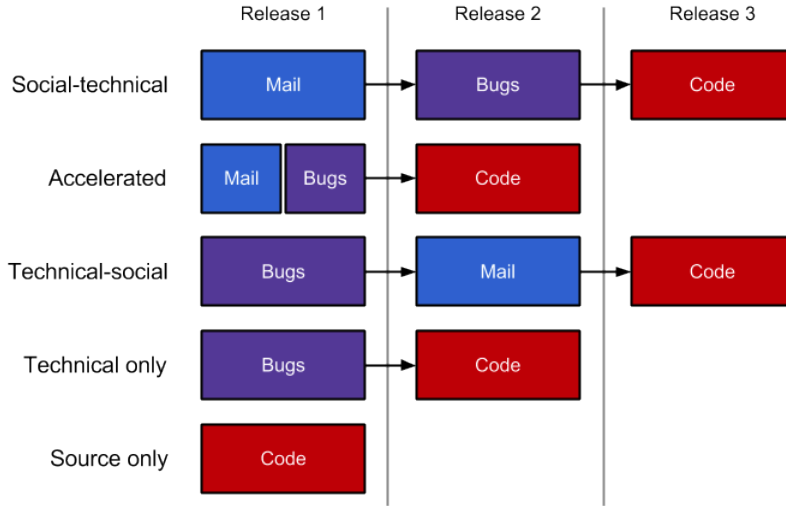 Release 1 Release 2 Release 3
Social-technical Mail Bugs Code
Accelerated Mail Bugs Code
Technical-social Bugs Mail Code
Technical only Bugs Code
Source only Code